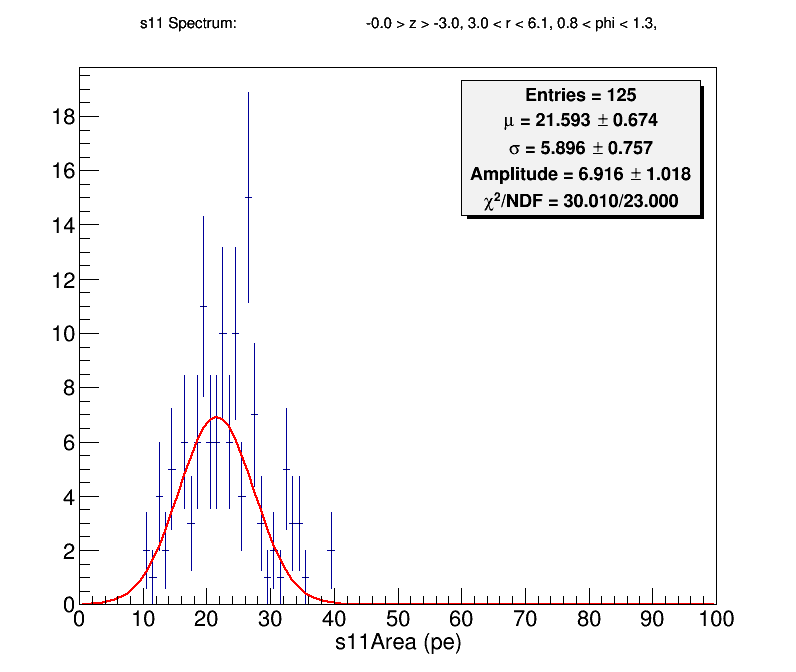 s11 Spectrum: -0.0 > z > -3.0, 3.0 < r < 6.1, 0.8 < phi < 1.3,
Entries = 125
μ = 21.593 ± 0.674
σ = 5.896 ± 0.757
Amplitude = 6.916 ± 1.018
χ²/NDF = 30.010/23.000
18
16
14
12
10
8
6
4
2
0
0 10 20 30 40 50 60 70 80 90 100
s11Area (pe)